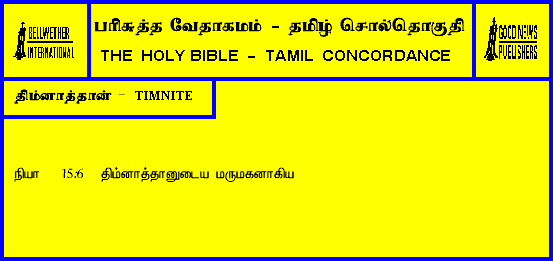 BELLWETHER
INTERNATIONAL
பரிசுத்த வேதாகமம் - தமிழ் சொல்தொகுதி
THE HOLY BIBLE - TAMIL CONCORDANCE
GOOD NEWS
PUBLISHERS
திம்னாத்தான் - TIMNITE
நியா 15:6 திம்னாத்தானுடைய மருமகனாகிய